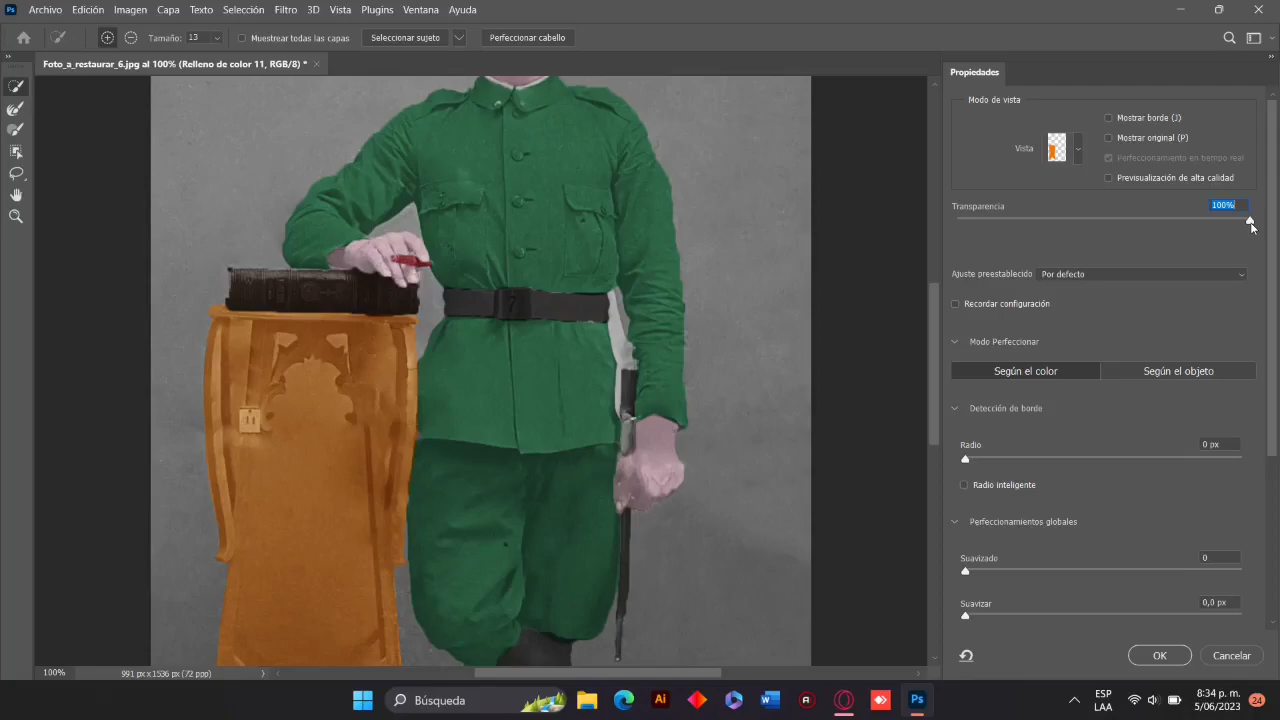 Ps Archivo Edición Imagen Capa Texto Selección Filtro 3D Vista Plugins Ventana Ayuda
Tamaño: 13 Muestrear todas las capas Seleccionar sujeto Perfeccionar cabello
Foto_a_restaurar_6.jpg al 100% (Relleno de color 11, RGB/8) *
Propiedades
Modo de vista
Mostrar borde (J)
Mostrar original (P)
Vista
Perfeccionamiento en tiempo real
Previsualización de alta calidad
Transparencia 100%
Ajuste preestablecido Por defecto
Recordar configuración
Modo Perfeccionar
Según el color Según el objeto
Detección de borde
Radio 0 px
Radio inteligente
Perfeccionamientos globales
Suavizado 0
Suavizar 0,0 px
OK Cancelar
100% 991 px x 1536 px (72 ppp)
Búsqueda
Ai
Ps
ESP
LAA
8:34 p. m.
5/06/2023
24